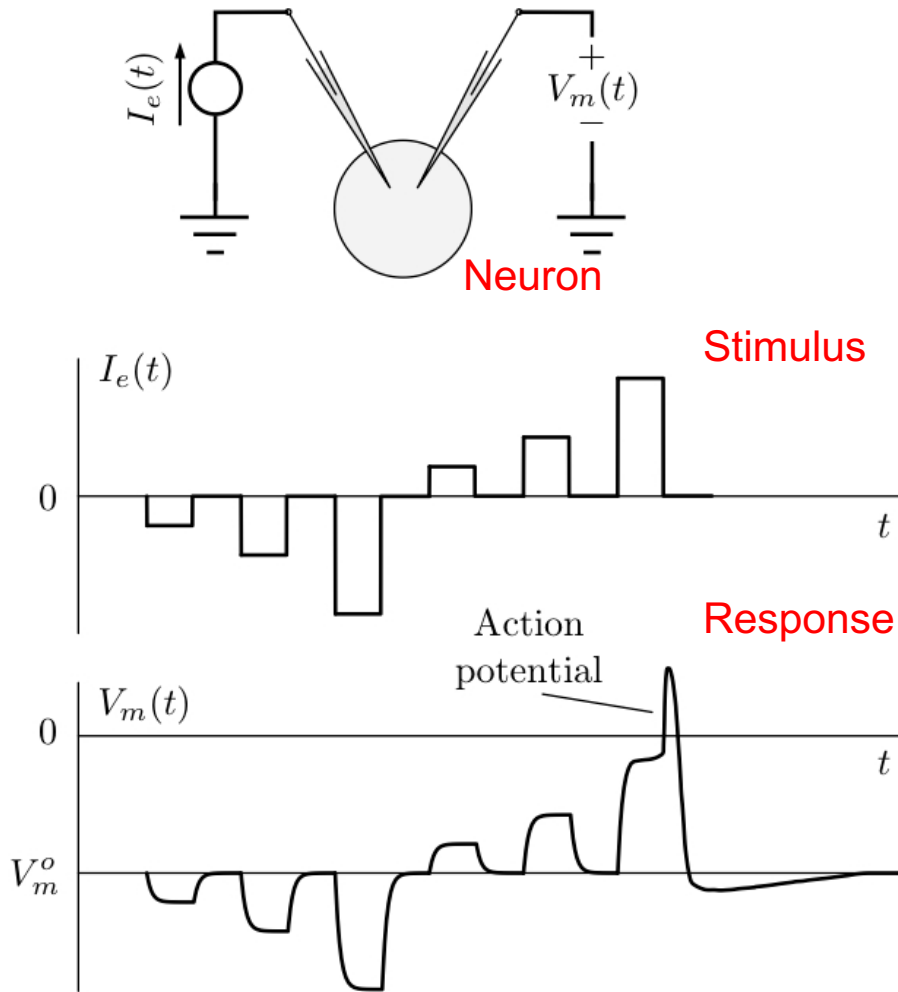 I_e(t)
+
V_m(t)
−
Neuron
Stimulus
I_e(t)
0
t
Response
Action
potential
V_m(t)
0
t
V_m^o